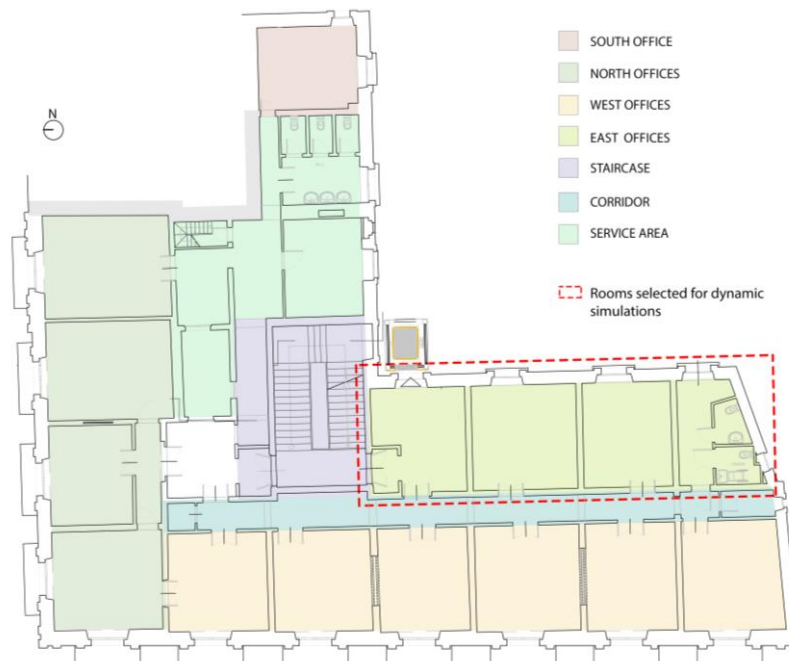 N
SOUTH OFFICE
NORTH OFFICES
WEST OFFICES
EAST OFFICES
STAIRCASE
CORRIDOR
SERVICE AREA
Rooms selected for dynamic
simulations